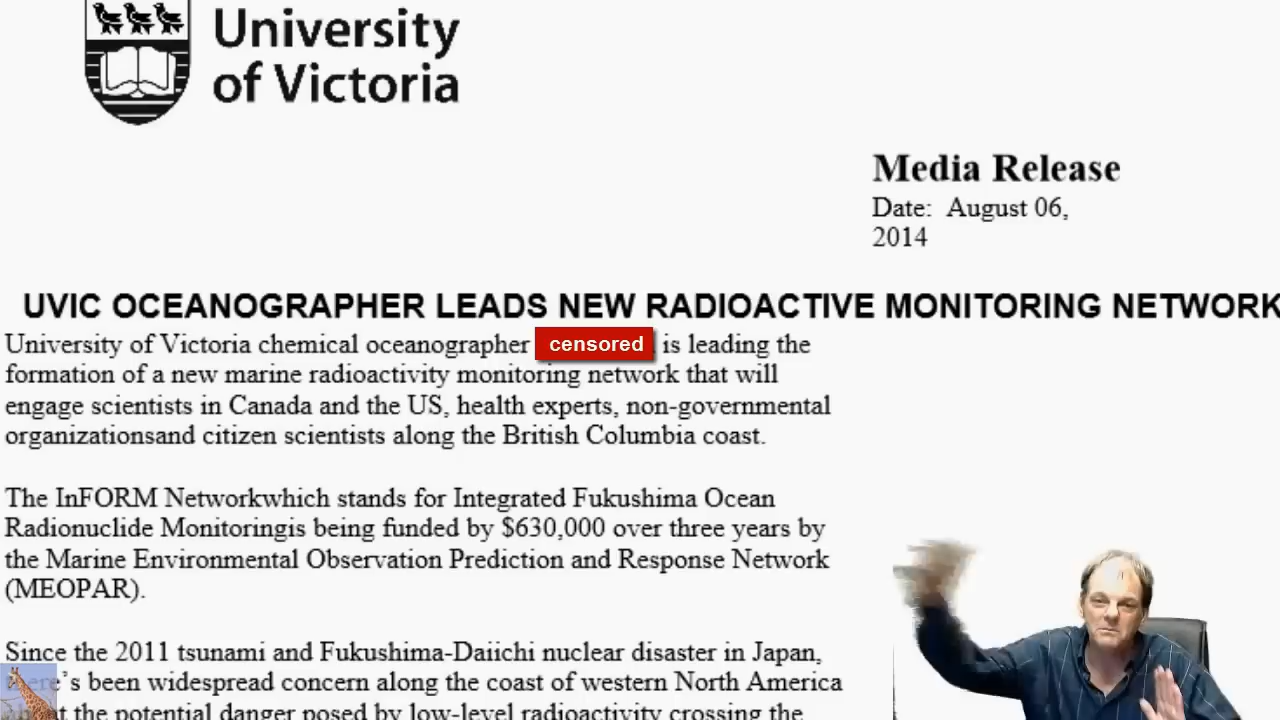 University
of Victoria
Media Release
Date: August 06,
2014
UVIC OCEANOGRAPHER LEADS NEW RADIOACTIVE MONITORING NETWORK
University of Victoria chemical oceanographer censored is leading the
formation of a new marine radioactivity monitoring network that will
engage scientists in Canada and the US, health experts, non-governmental
organizationsand citizen scientists along the British Columbia coast.
The InFORM Networkwhich stands for Integrated Fukushima Ocean
Radionuclide Monitoringis being funded by $630,000 over three years by
the Marine Environmental Observation Prediction and Response Network
(MEOPAR).
Since the 2011 tsunami and Fukushima-Daiichi nuclear disaster in Japan,
there's been widespread concern along the coast of western North America
the potential danger posed by low-level radioactivity crossing the